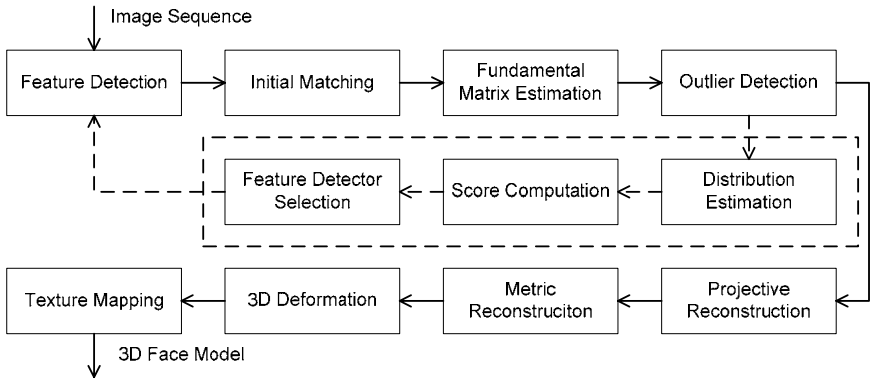 Image Sequence
Feature Detection
Initial Matching
Fundamental
Matrix Estimation
Outlier Detection
Feature Detector
Selection
Score Computation
Distribution
Estimation
Texture Mapping
3D Deformation
Metric
Reconstruciton
Projective
Reconstruction
3D Face Model